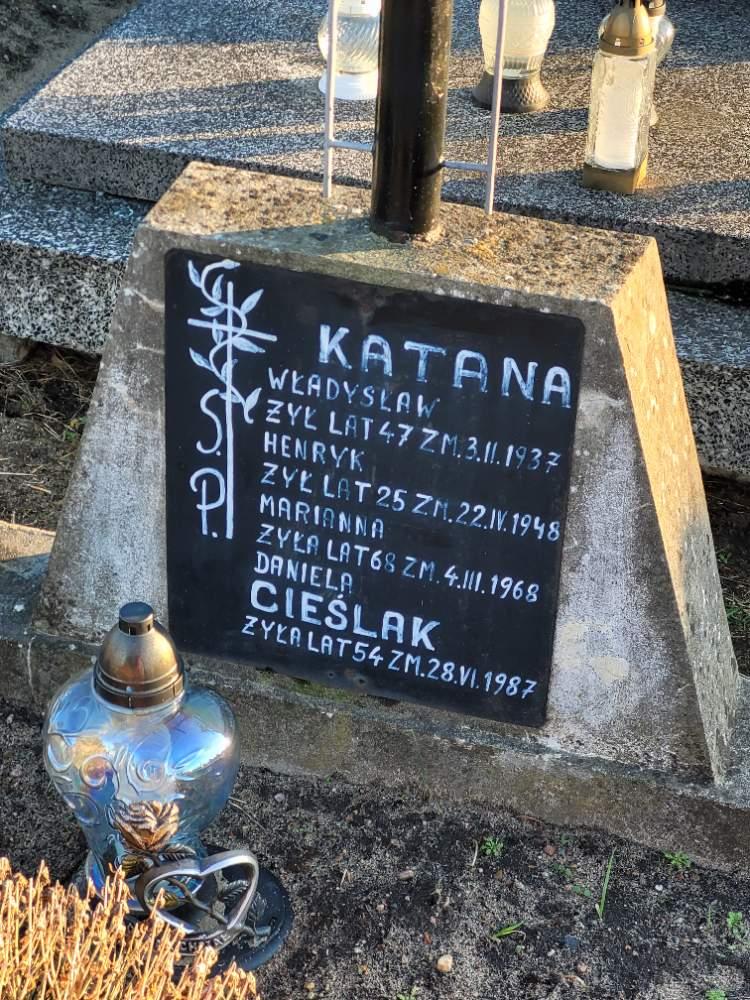 Ś.
P.
KATANA
WŁADYSŁAW
ŻYŁ LAT 47 ZM. 3.II.1937
HENRYK
ŻYŁ LAT 25 ZM. 22.IV.1948
MARIANNA
ŻYŁA LAT 68 ZM. 4.III.1968
DANIELA
CIEŚLAK
ŻYŁA LAT 54 ZM. 28.VI.1987